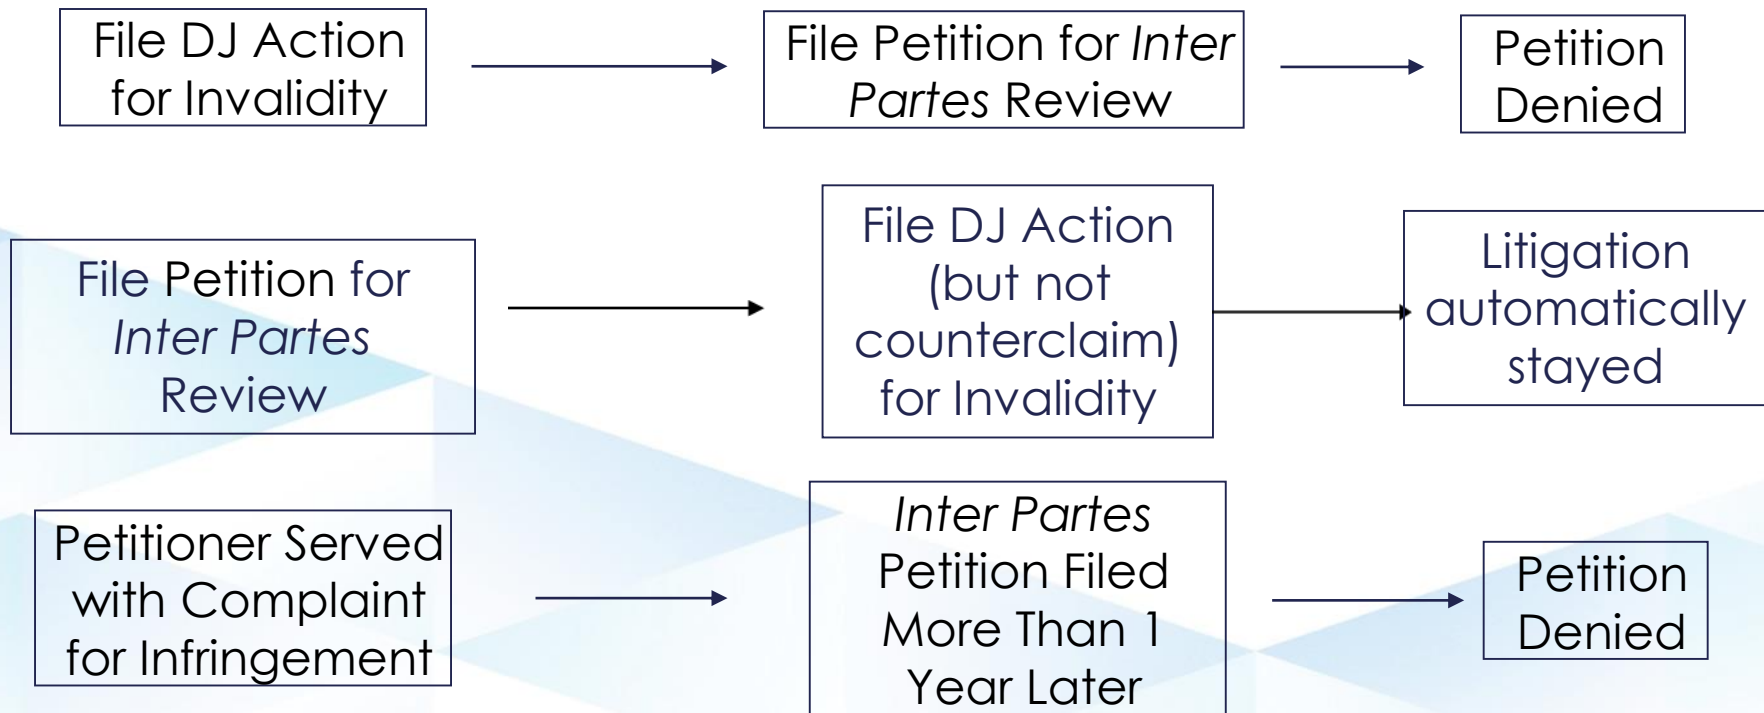 File DJ Action
for Invalidity
File Petition for Inter
Partes Review
Petition
Denied
File Petition for
Inter Partes
Review
File DJ Action
(but not
counterclaim)
for Invalidity
Litigation
automatically
stayed
Petitioner Served
with Complaint
for Infringement
Inter Partes
Petition Filed
More Than 1
Year Later
Petition
Denied